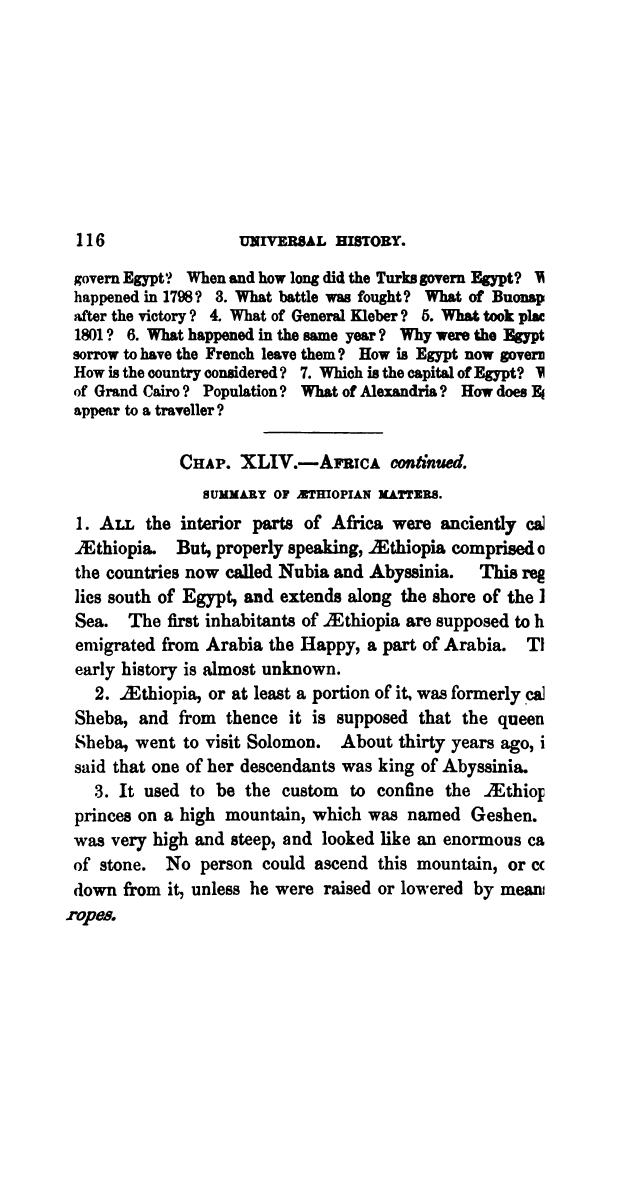 116 UNIVERSAL HISTORY.
govern Egypt? When and how long did the Turks govern Egypt? W
happened in 1798? 3. What battle was fought? What of Buonap
after the victory? 4. What of General Kleber? 5. What took plac
1801? 6. What happened in the same year? Why were the Egypt
sorrow to have the French leave them? How is Egypt now govern
How is the country considered? 7. Which is the capital of Egypt? W
of Grand Cairo? Population? What of Alexandria? How does Eg
appear to a traveller?
CHAP. XLIV.—AFRICA continued.
SUMMARY OF ÆTHIOPIAN MATTERS.
1. ALL the interior parts of Africa were anciently cal
Æthiopia. But, properly speaking, Æthiopia comprised o
the countries now called Nubia and Abyssinia. This reg
lies south of Egypt, and extends along the shore of the
Sea. The first inhabitants of Æthiopia are supposed to h
emigrated from Arabia the Happy, a part of Arabia. Th
early history is almost unknown.
2. Æthiopia, or at least a portion of it, was formerly cal
Sheba, and from thence it is supposed that the queen
Sheba, went to visit Solomon. About thirty years ago, i
said that one of her descendants was king of Abyssinia.
3. It used to be the custom to confine the Æthiop
princes on a high mountain, which was named Geshen.
was very high and steep, and looked like an enormous ca
of stone. No person could ascend this mountain, or co
down from it, unless he were raised or lowered by means
ropes.